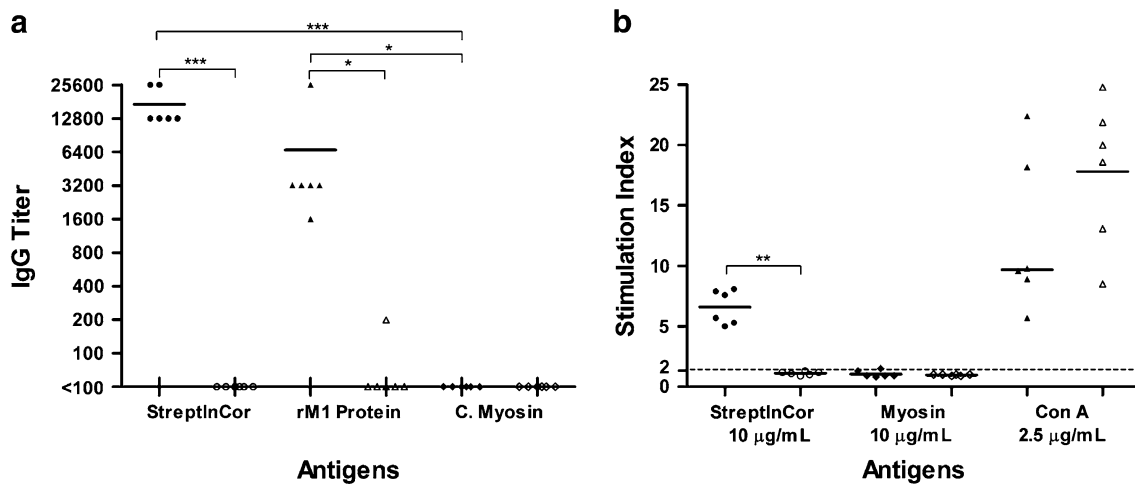 a
***
*
***
*
25600
12800
6400
3200
1600
800
400
200
100
<100
IgG Titer
StreptInCor rM1 Protein C. Myosin
Antigens
b
25
20
15
10
5
2
0
Stimulation Index
**
StreptInCor Myosin Con A
10 μg/mL 10 μg/mL 2.5 μg/mL
Antigens